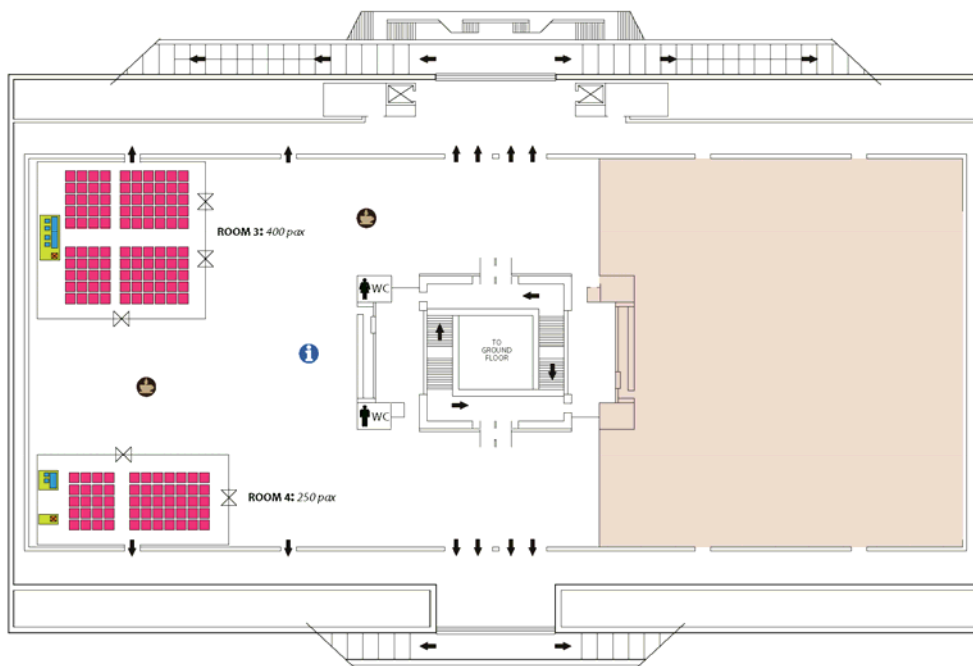 ROOM 3: 400 pax
WC
i
TO
GROUND
FLOOR
WC
ROOM 4: 250 pax